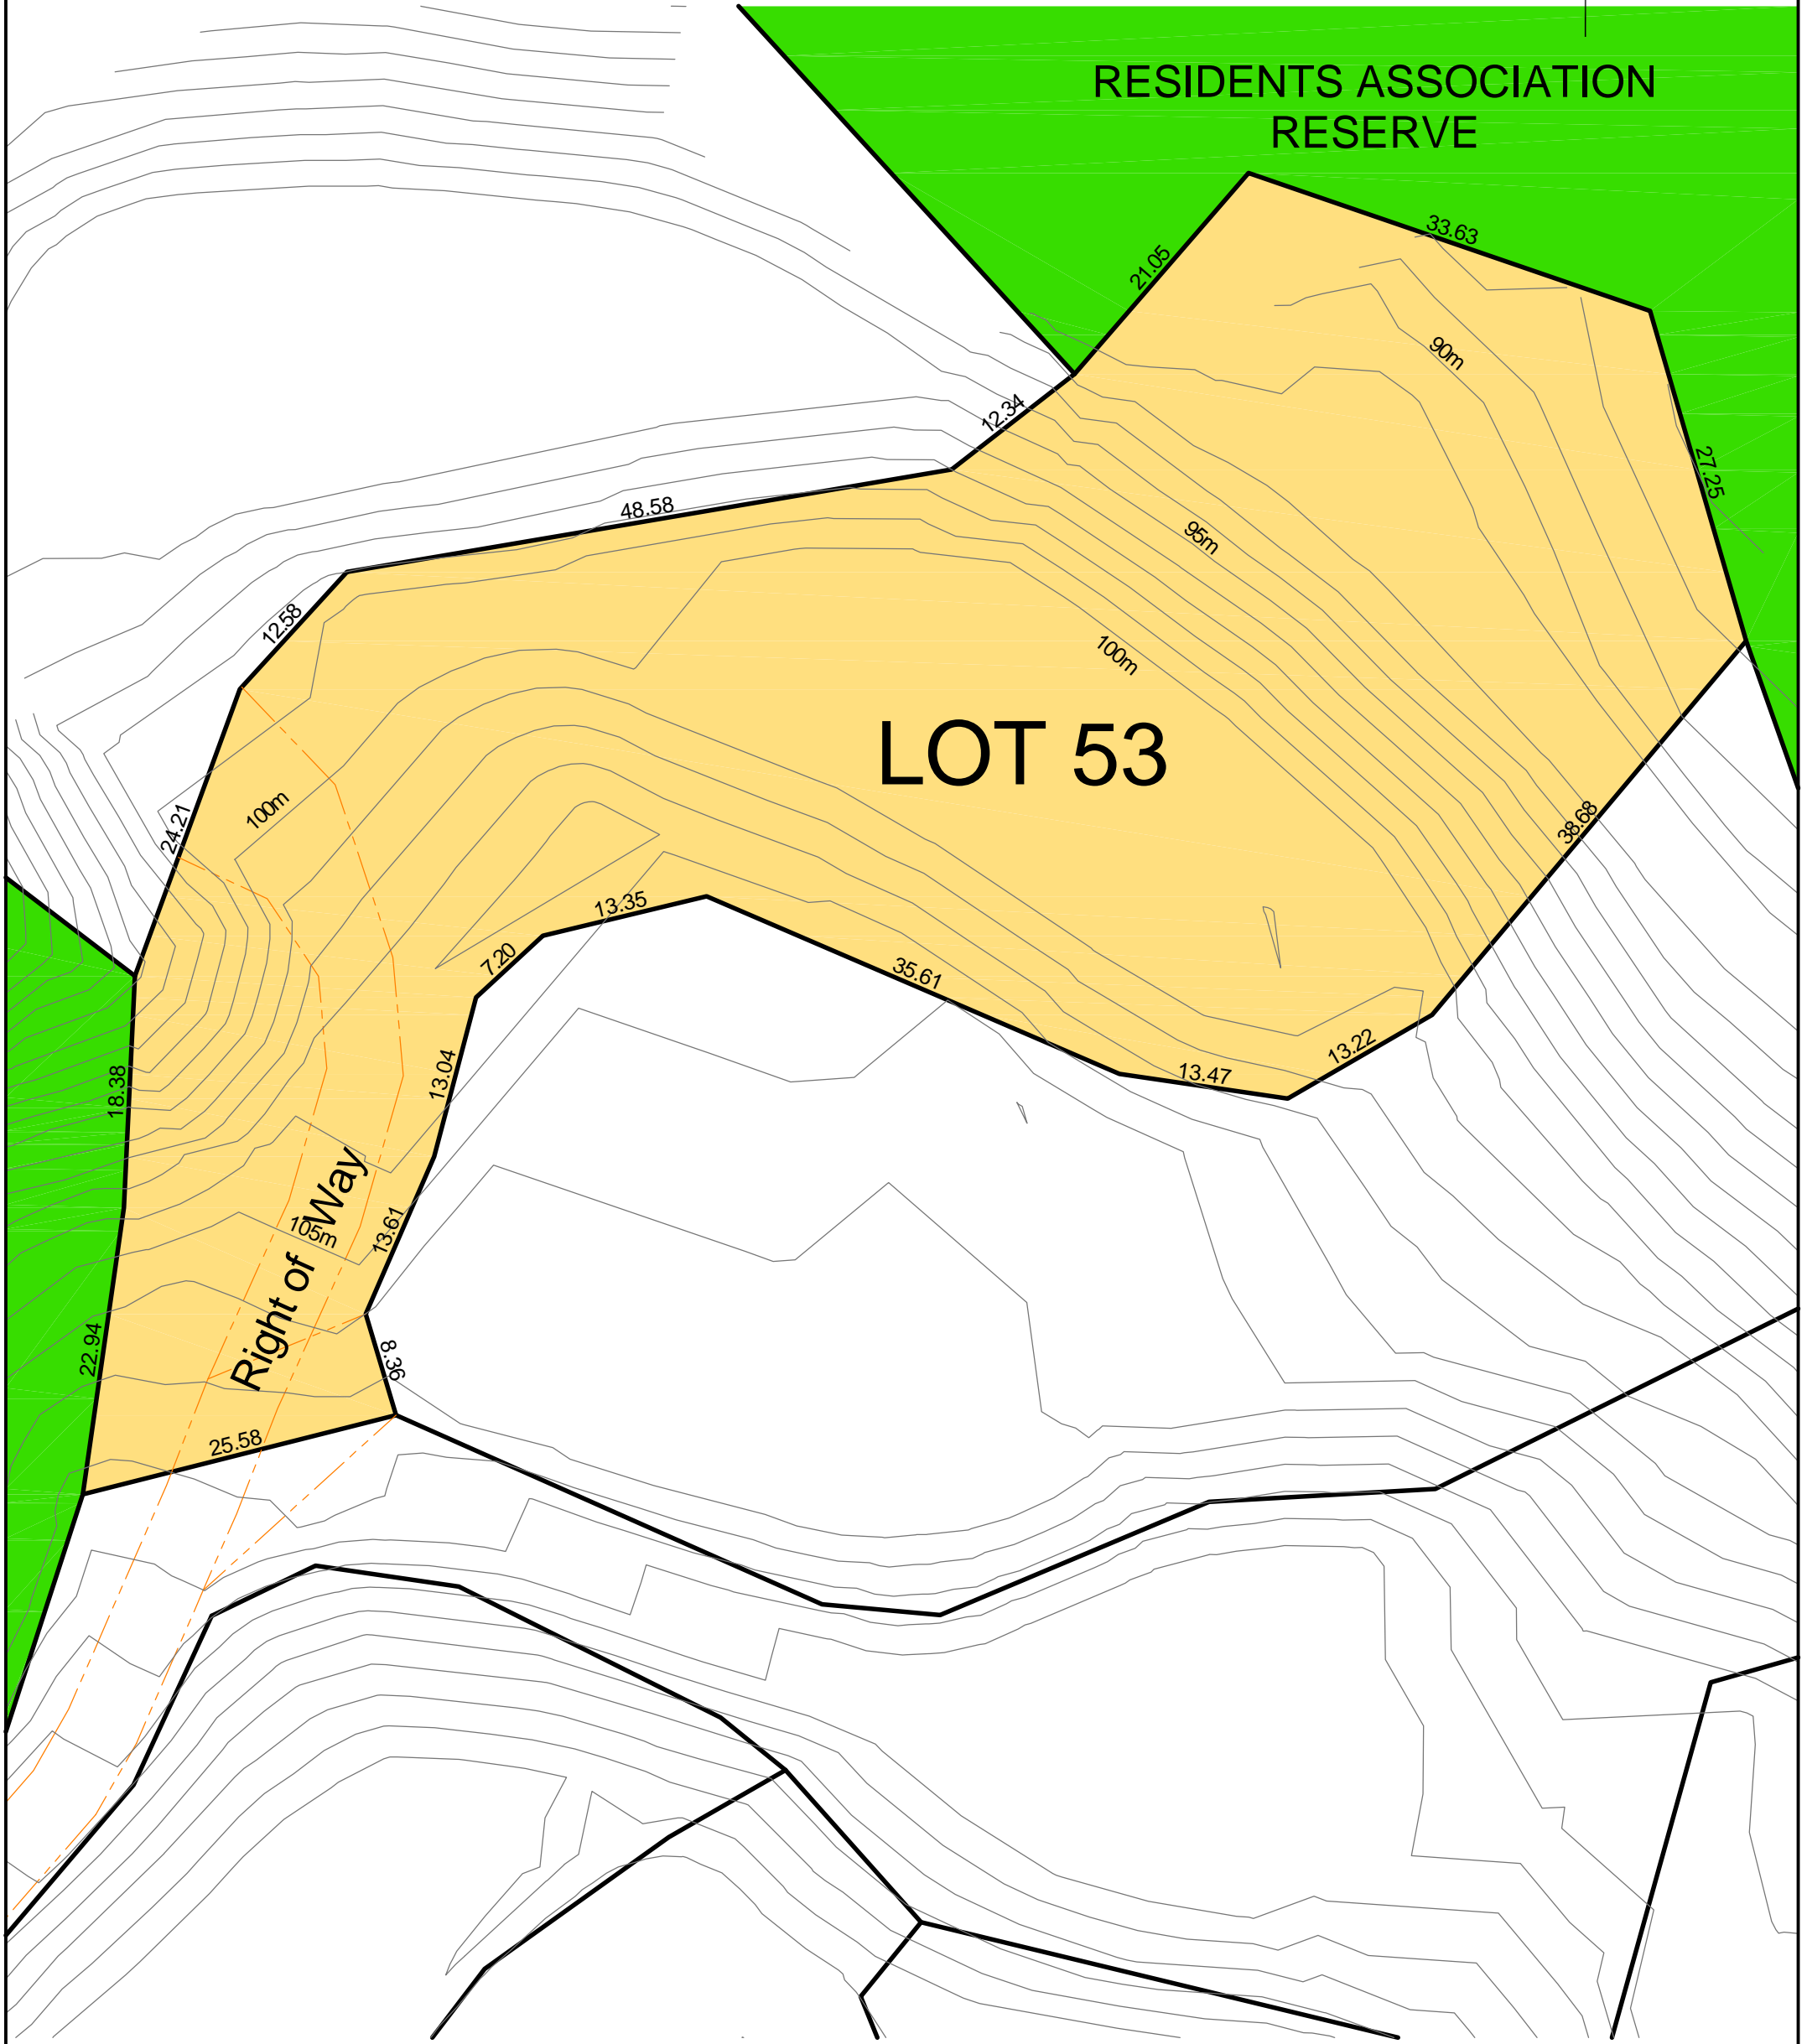 RESIDENTS ASSOCIATION
RESERVE
33.63
21.05
90m
12.34
27.25
48.58
95m
12.58
100m
LOT 53
100m
24.21
38.68
13.35
7.20
35.61
13.04
13.22
13.47
18.38
Right of Way
105m
13.61
22.94
8.36
25.58